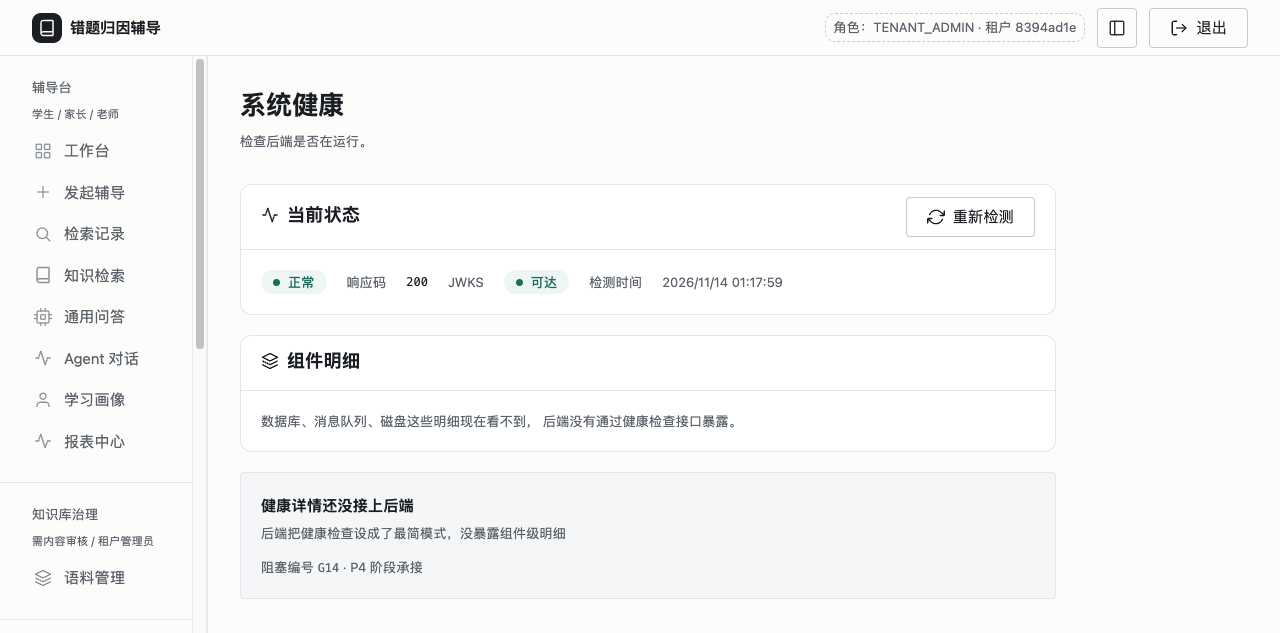 错题归因辅导
角色：TENANT_ADMIN · 租户 8394ad1e
退出
辅导台
学生 / 家长 / 老师
工作台
发起辅导
检索记录
知识检索
通用问答
Agent 对话
学习画像
报表中心
知识库治理
需内容审核 / 租户管理员
语料管理
系统健康
检查后端是否在运行。
当前状态
重新检测
正常 响应码 200 JWKS 可达 检测时间 2026/11/14 01:17:59
组件明细
数据库、消息队列、磁盘这些明细现在看不到， 后端没有通过健康检查接口暴露。
健康详情还没接上后端
后端把健康检查设成了最简模式，没暴露组件级明细
阻塞编号 G14 · P4 阶段承接